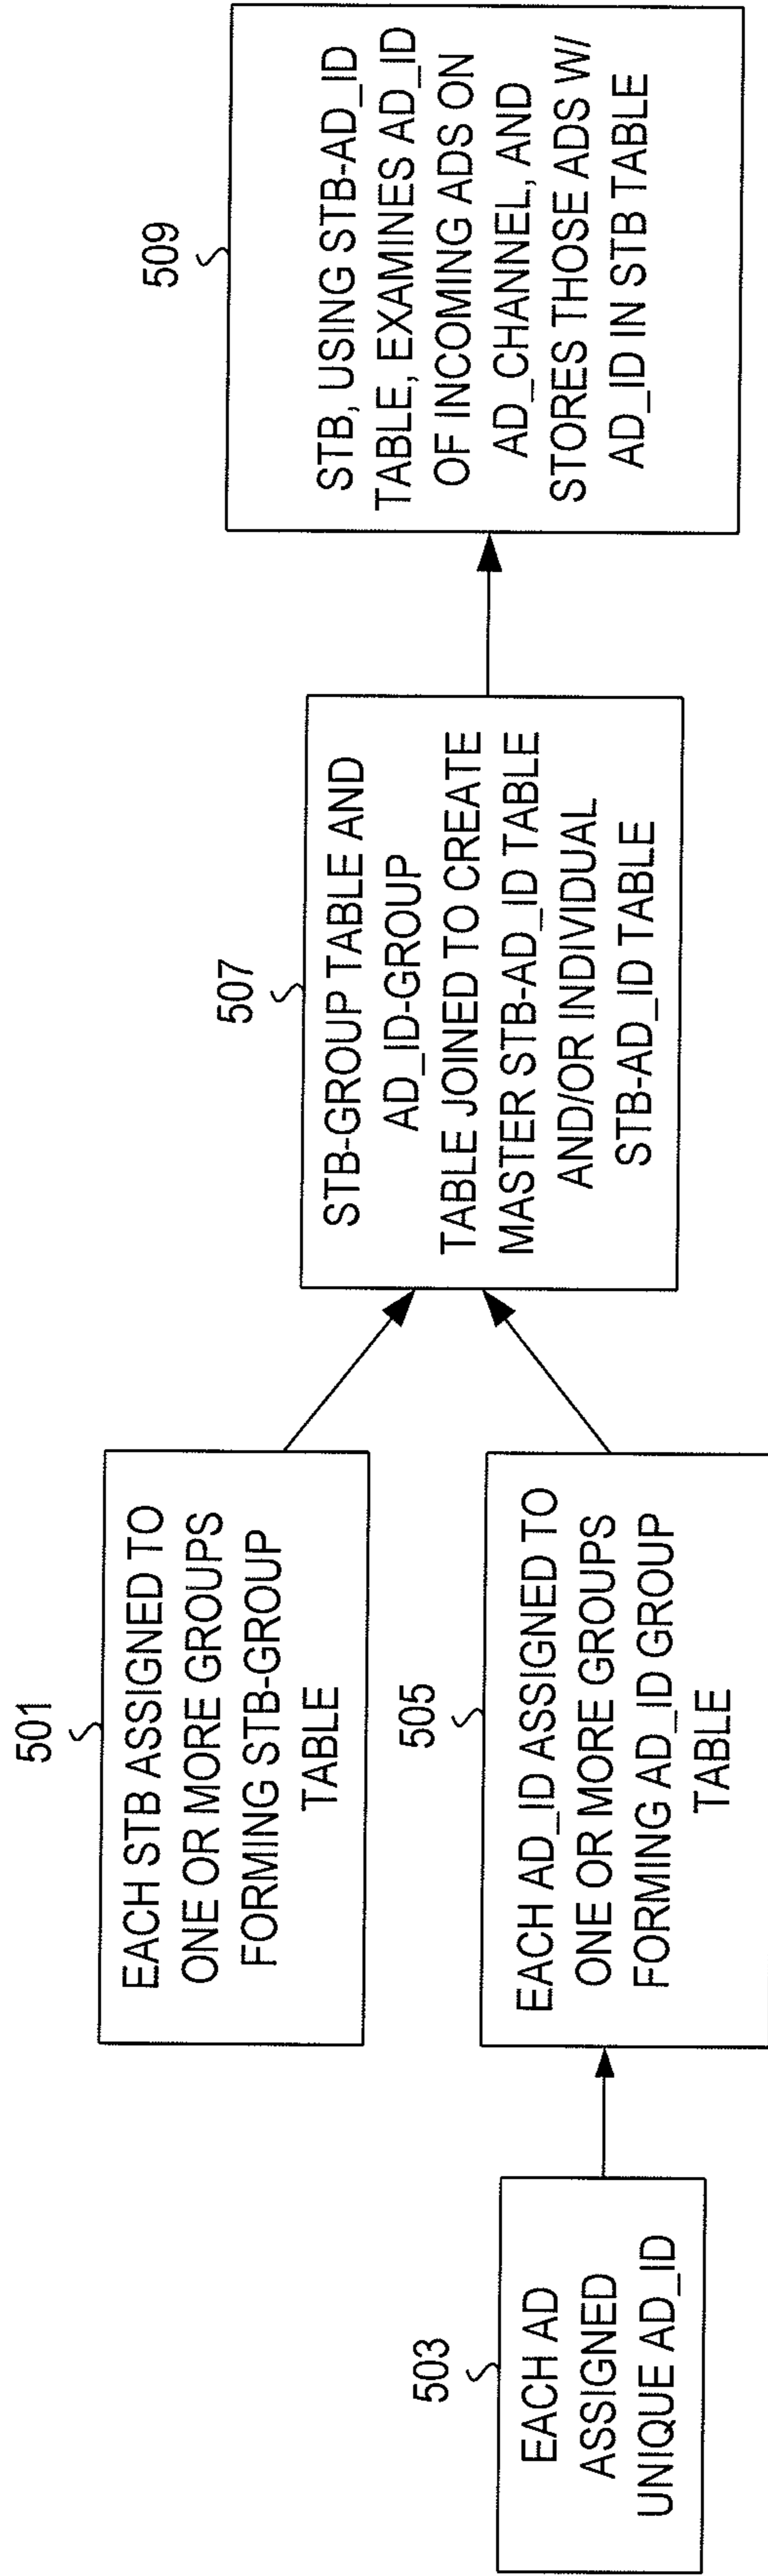 501
EACH STB ASSIGNED TO
ONE OR MORE GROUPS
FORMING STB-GROUP
TABLE
503
EACH AD
ASSIGNED
UNIQUE AD_ID
505
EACH AD_ID ASSIGNED TO
ONE OR MORE GROUPS
FORMING AD_ID GROUP
TABLE
507
STB-GROUP TABLE AND
AD_ID-GROUP
TABLE JOINED TO CREATE
MASTER STB-AD_ID TABLE
AND/OR INDIVIDUAL
STB-AD_ID TABLE
509
STB, USING STB-AD_ID
TABLE, EXAMINES AD_ID
OF INCOMING ADS ON
AD_CHANNEL, AND
STORES THOSE ADS W/
AD_ID IN STB TABLE